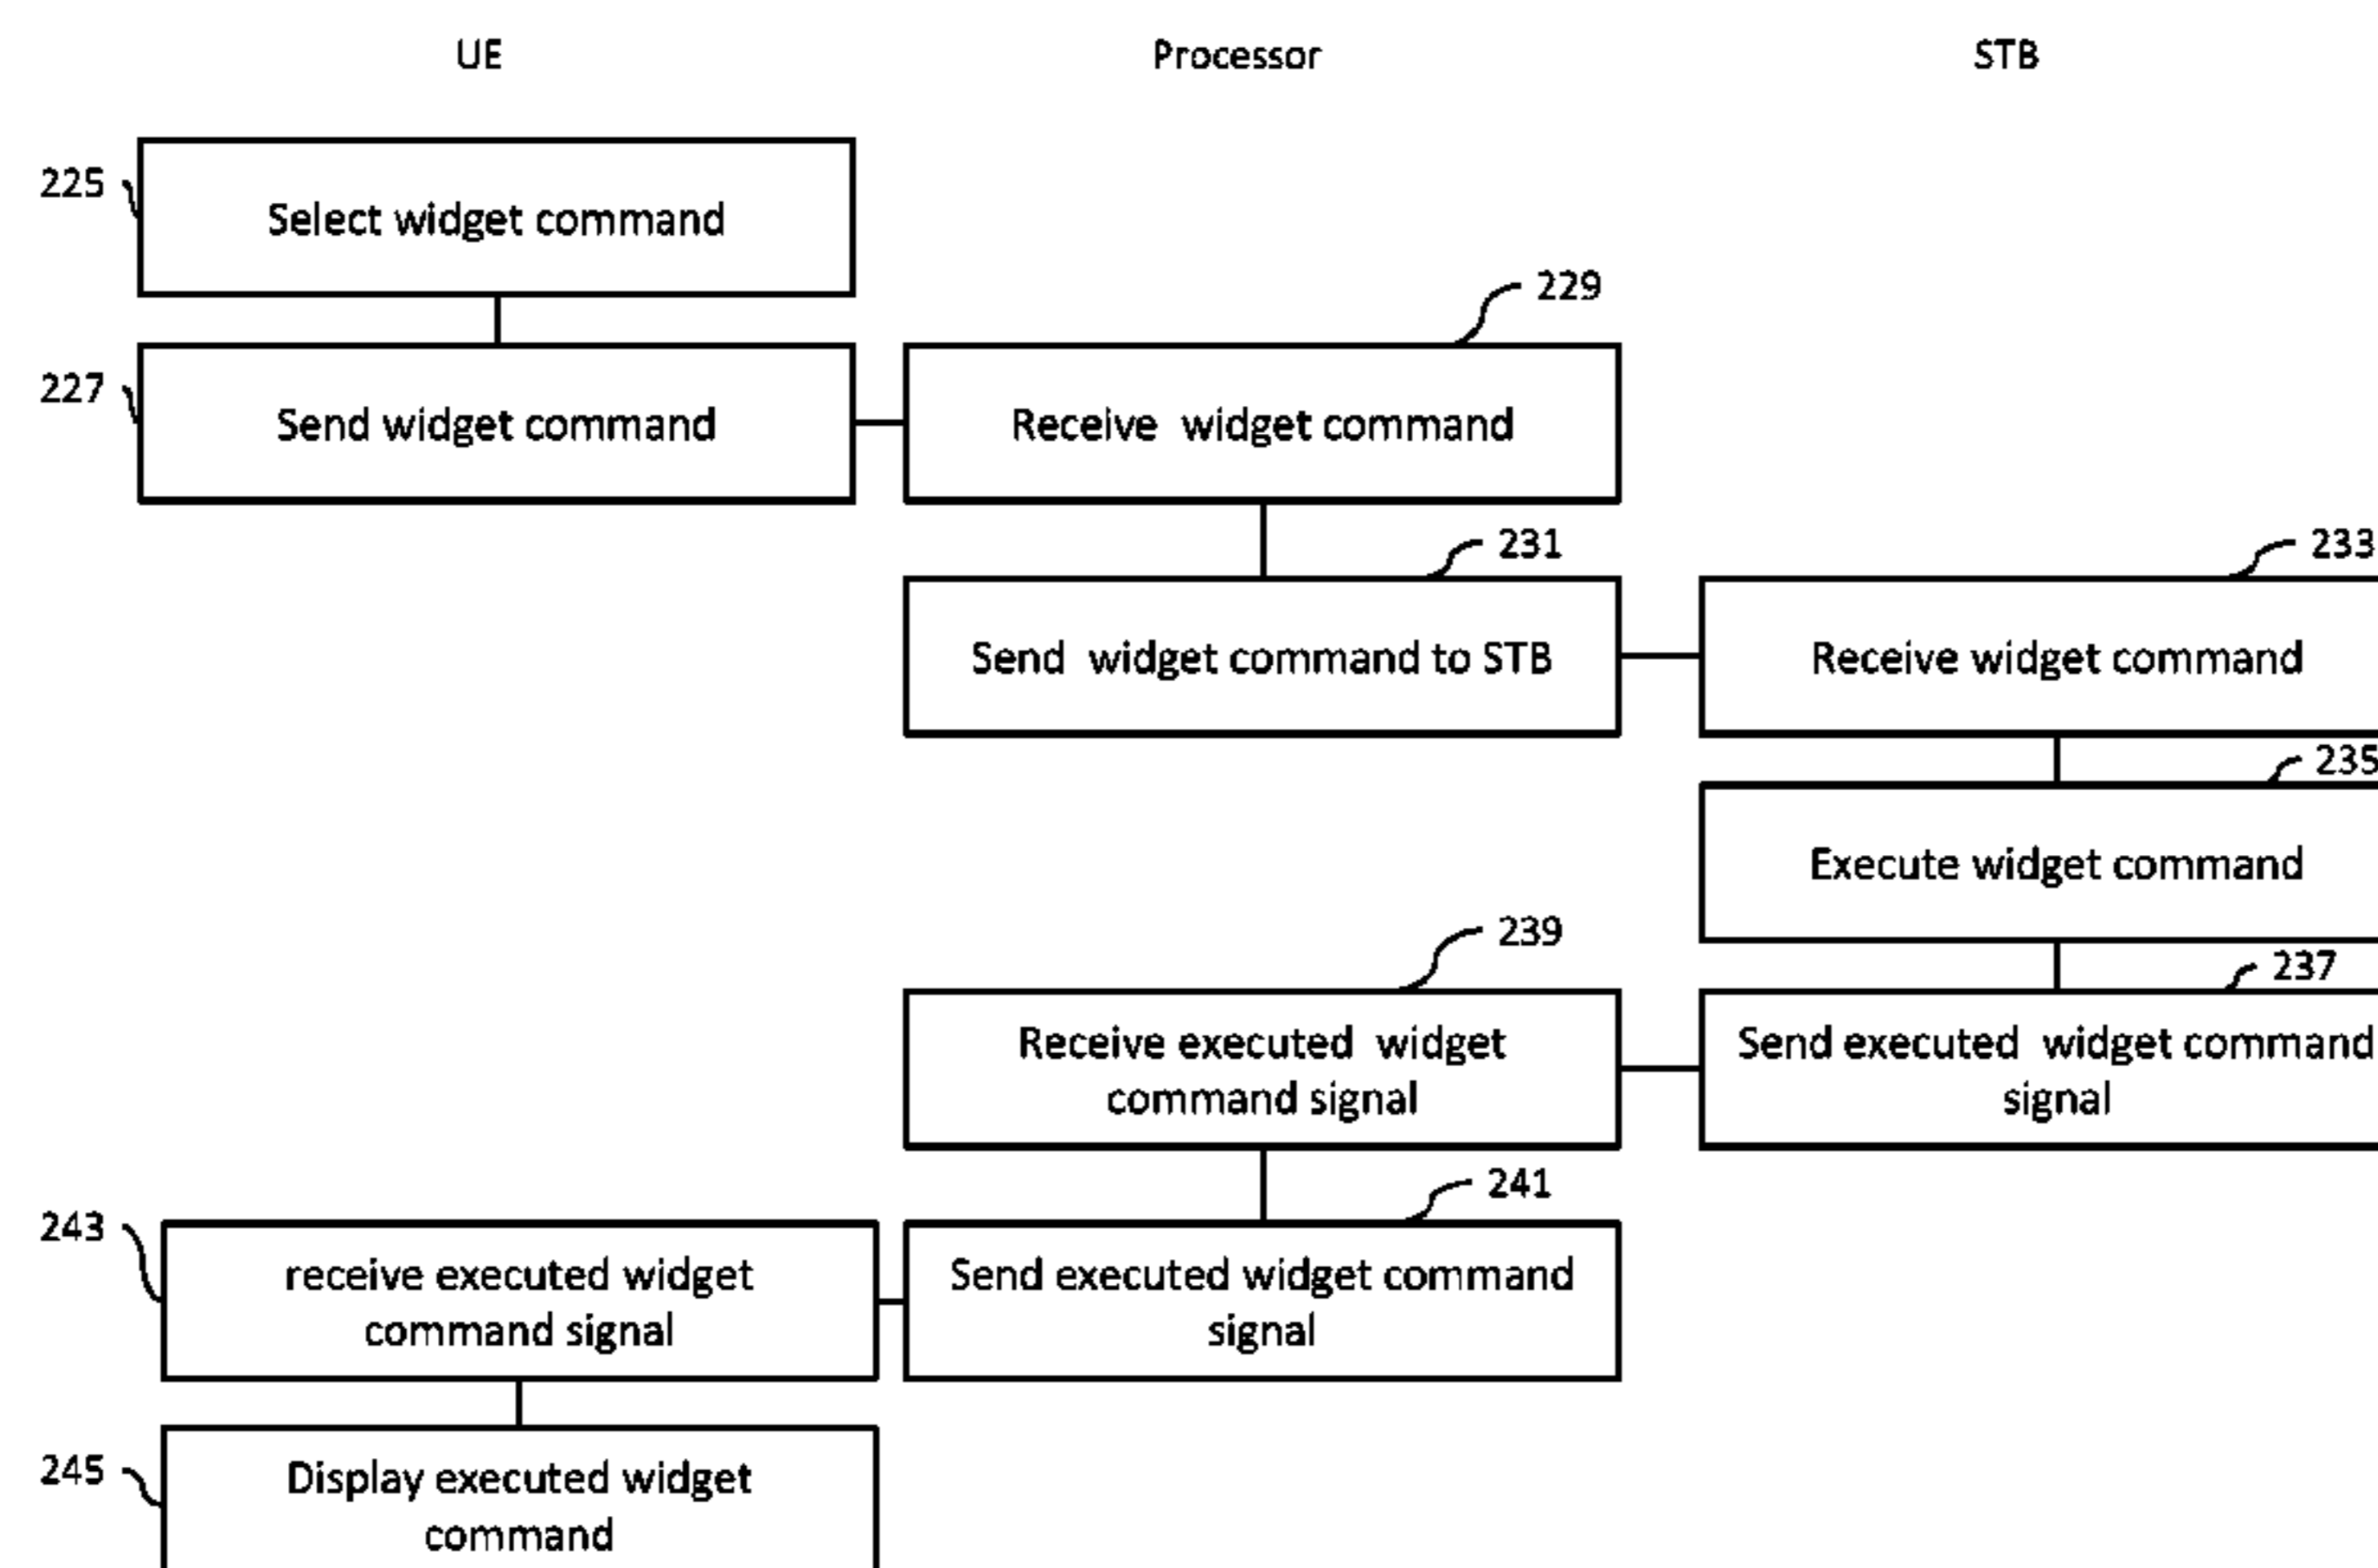 UE
Processor
STB
225
Select widget command
229
227
Send widget command
Receive  widget command
231
233
Send  widget command to STB
Receive widget command
235
Execute widget command
239
237
Receive executed  widget
command signal
Send executed  widget command
signal
241
243
receive executed widget
command signal
Send executed widget command
signal
245
Display executed widget
command